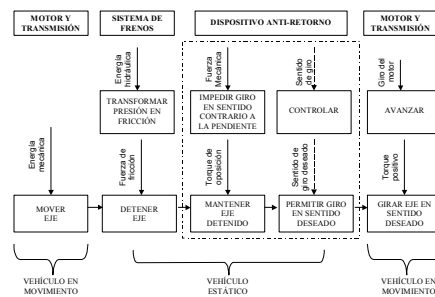 MOTOR Y
TRANSMISIÓN
SISTEMA DE
FRENOS
DISPOSITIVO ANTI-RETORNO
MOTOR Y
TRANSMISIÓN
Energía
hidráulica
Fuerza
Mecánica
Sentido
de giro
Giro del
motor
TRANSFORMAR
PRESIÓN EN
FRICCIÓN
IMPEDIR GIRO
EN SENTIDO
CONTRARIO A
LA PENDIENTE
CONTROLAR
AVANZAR
Energía
mecánica
Fuerza de
fricción
Torque de
oposición
Sentido de
giro deseado
Torque
positivo
MOVER
EJE
DETENER
EJE
MANTENER
EJE
DETENIDO
PERMITIR GIRO
EN SENTIDO
DESEADO
GIRAR EJE EN
SENTIDO
DESEADO
VEHÍCULO EN
MOVIMIENTO
VEHÍCULO
ESTÁTICO
VEHÍCULO EN
MOVIMIENTO